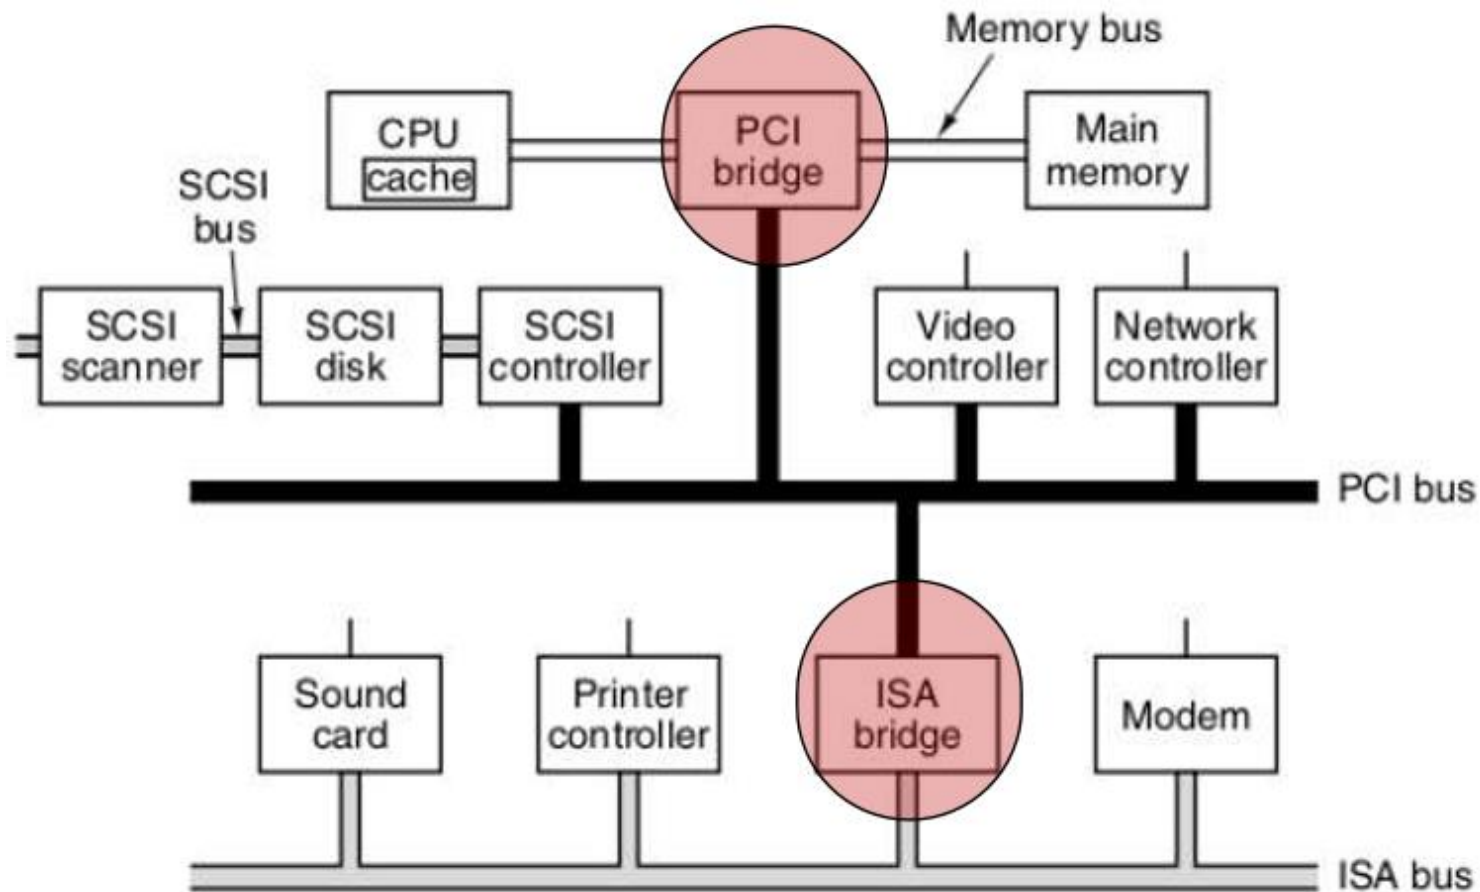 Memory bus
CPU
cache
PCI
bridge
Main
memory
SCSI
bus
SCSI
scanner
SCSI
disk
SCSI
controller
Video
controller
Network
controller
PCI bus
Sound
card
Printer
controller
ISA
bridge
Modem
ISA bus